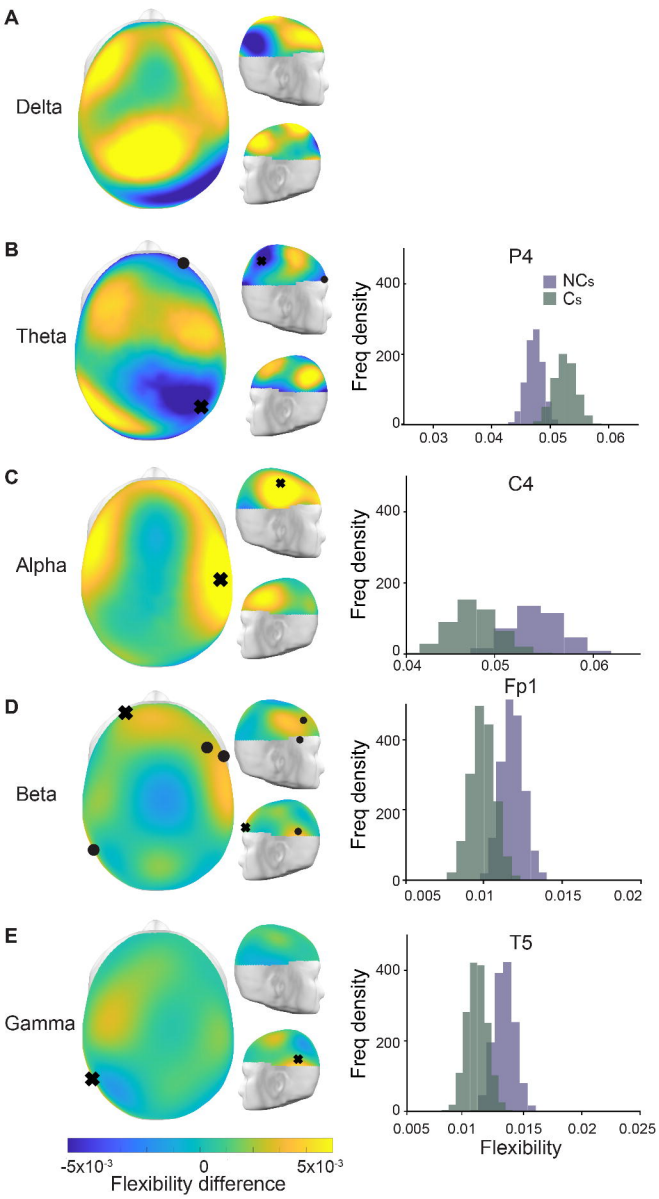 A
Delta
B
P4
NCs
Cs
400
Theta
Freq density
200
0
0.03 0.04 0.05 0.06
C
C4
400
Alpha
Freq density
200
0
0.04 0.05 0.06
D
Fp1
400
Beta
Freq density
200
0
0.005 0.01 0.015 0.02
E
T5
400
Gamma
Freq density
200
0
0.005 0.01 0.015 0.02 0.025
Flexibility
-5x10-3 0 5x10-3
Flexibility difference